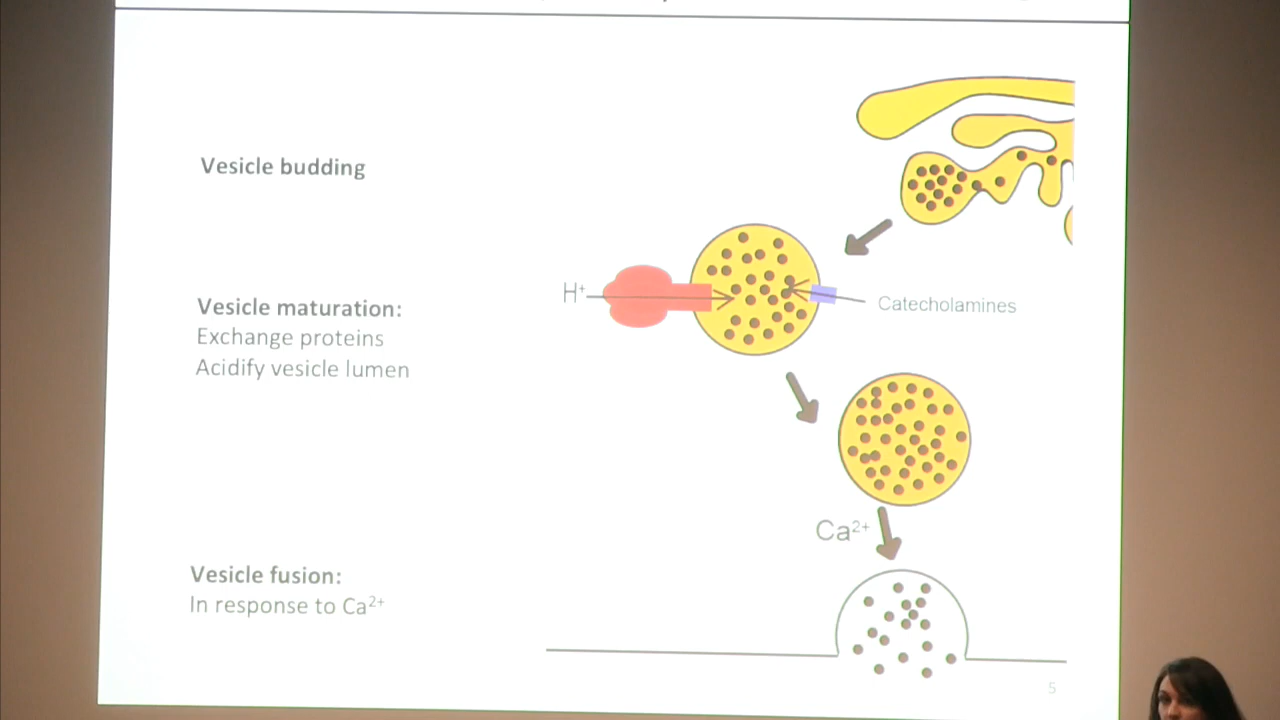 Vesicle budding
H⁺
Catecholamines
Vesicle maturation:
Exchange proteins
Acidify vesicle lumen
Ca²⁺
Vesicle fusion:
In response to Ca²⁺
5